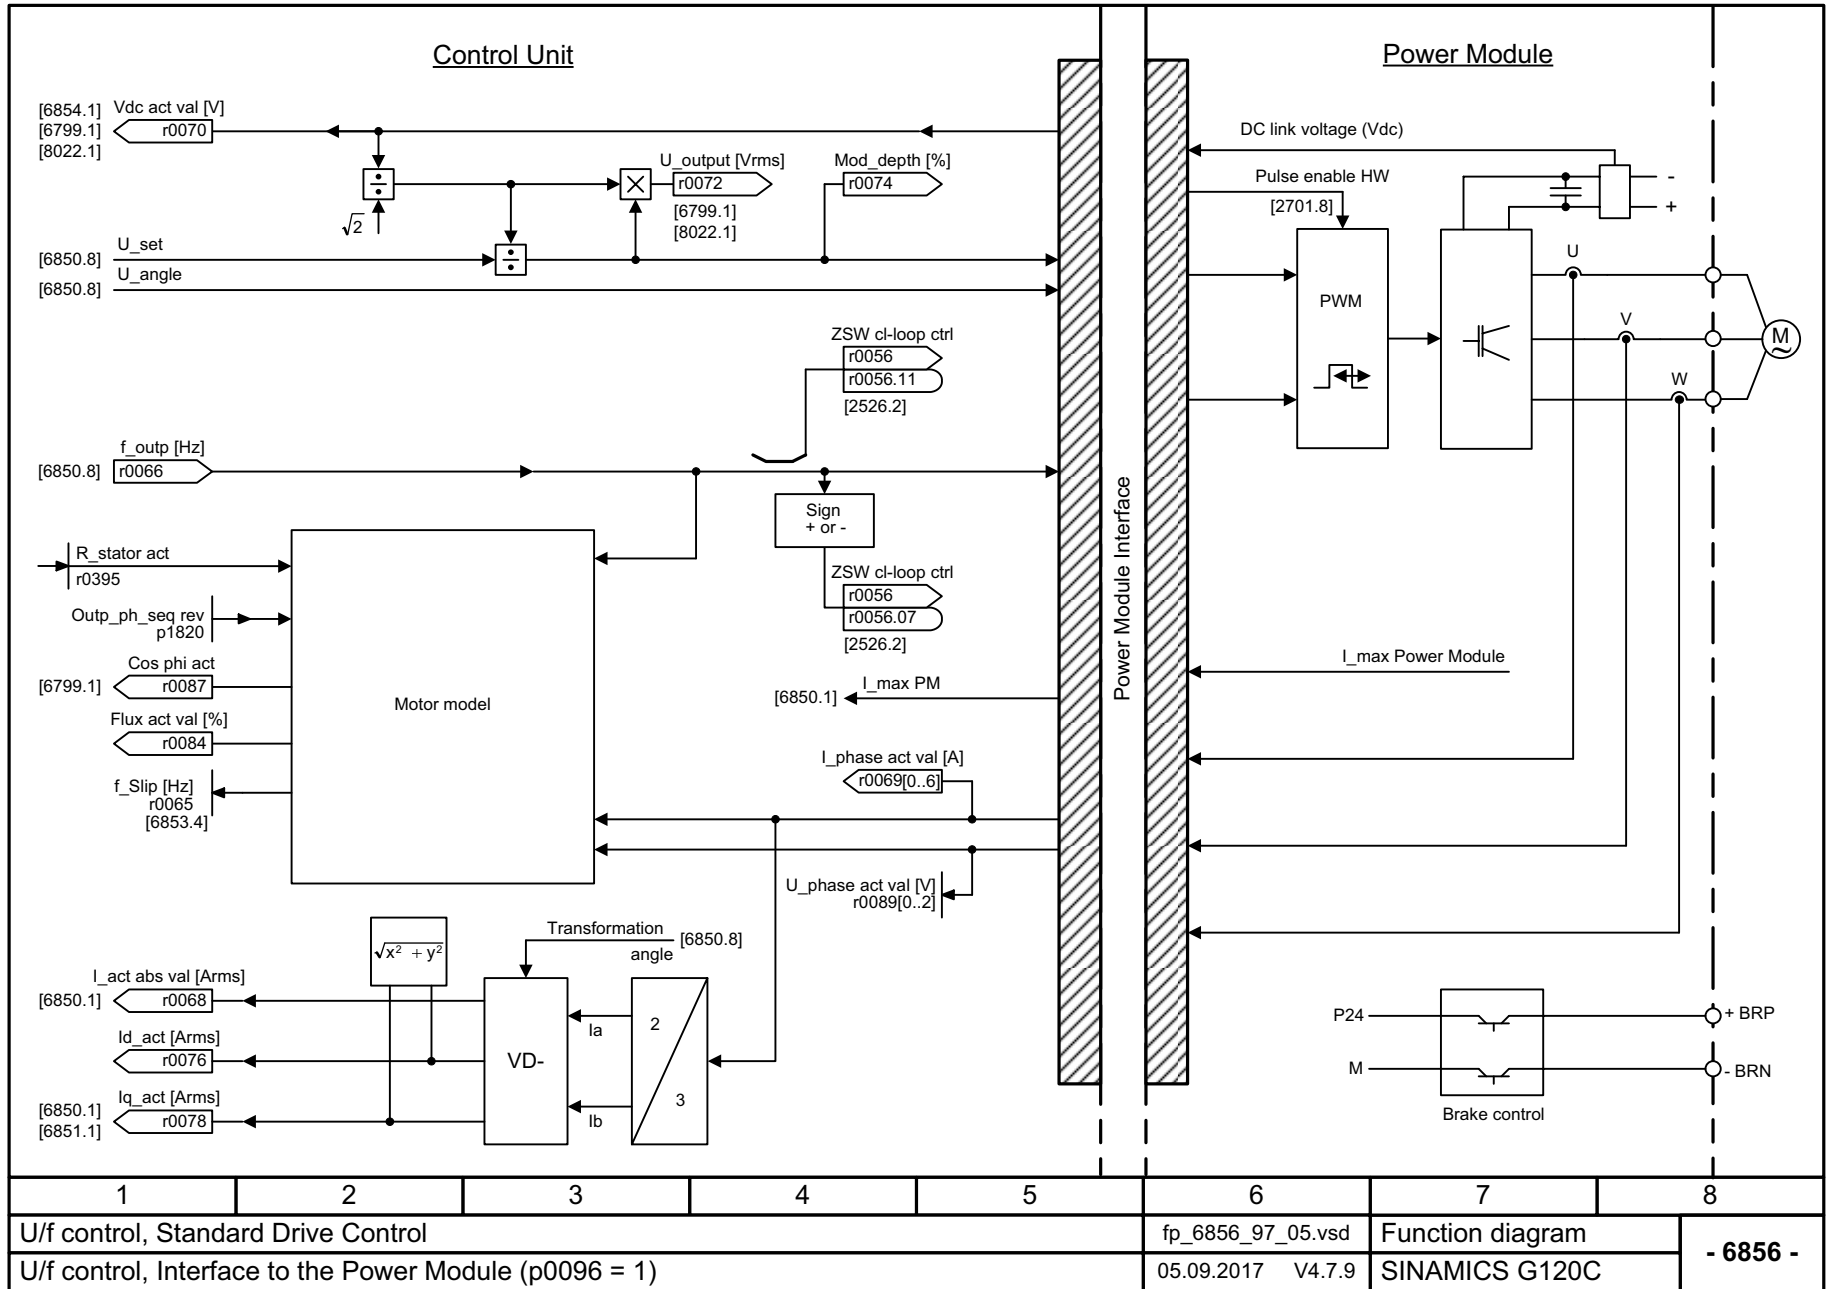 Control Unit
Power Module
[6854.1]
[6799.1]
[8022.1]
Vdc act val [V]
r0070
÷
√2
U_output [Vrms]
r0072
[6799.1]
[8022.1]
Mod_depth [%]
r0074
[6850.8]
U_set
÷
U_angle
[6850.8]
ZSW cl-loop ctrl
r0056
r0056.11
[2526.2]
f_outp [Hz]
[6850.8]
r0066
Sign
+ or -
ZSW cl-loop ctrl
r0056
r0056.07
[2526.2]
R_stator act
r0395
Outp_ph_seq rev
p1820
Cos phi act
[6799.1]
r0087
Flux act val [%]
r0084
f_Slip [Hz]
r0065
[6853.4]
Motor model
[6850.1]
I_max PM
I_phase act val [A]
r0069[0..6]
U_phase act val [V]
r0089[0..2]
√x² + y²
Transformation
angle
[6850.8]
I_act abs val [Arms]
[6850.1]
r0068
Id_act [Arms]
r0076
Iq_act [Arms]
[6850.1]
[6851.1]
r0078
VD-
Ia
Ib
2
3
Power Module Interface
DC link voltage (Vdc)
Pulse enable HW
[2701.8]
-
+
PWM
U
V
W
M
~
I_max Power Module
P24
M
+ BRP
- BRN
Brake control
1 2 3 4 5 6 7 8
U/f control, Standard Drive Control
fp_6856_97_05.vsd
Function diagram
- 6856 -
U/f control, Interface to the Power Module (p0096 = 1)
05.09.2017 V4.7.9
SINAMICS G120C